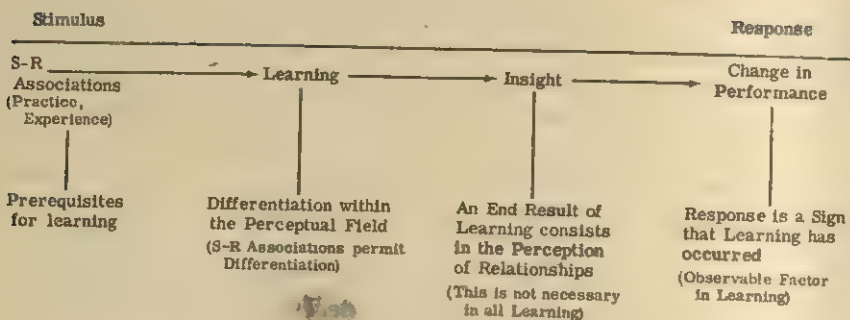 Stimulus
Response
S-R
Associations
(Practice,
Experience)
Learning
Insight
Change in
Performance
Prerequisites
for learning
Differentiation within
the Perceptual Field
(S-R Associations permit
Differentiation)
An End Result of
Learning consists
in the Perception
of Relationships
(This is not necessary
in all Learning)
Response is a Sign
that Learning has
occurred
(Observable Factor
in Learning)